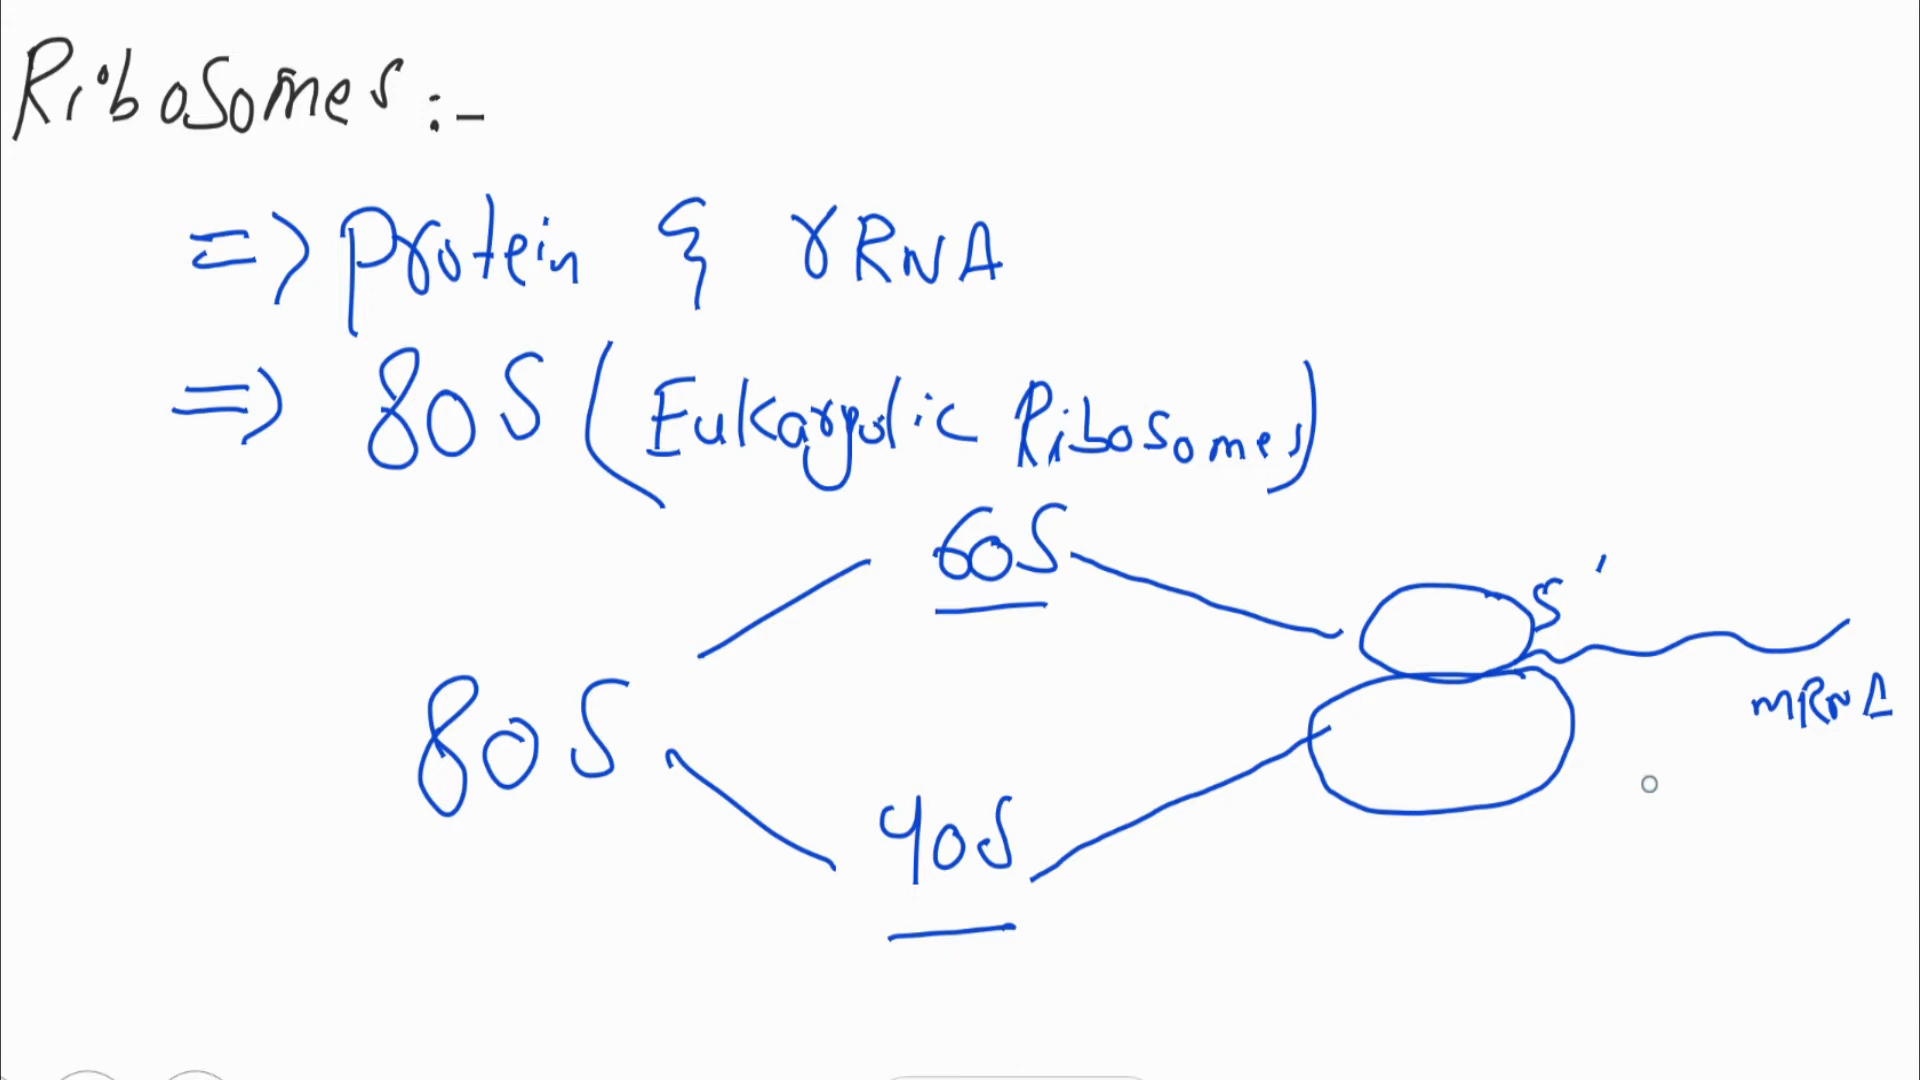 Ribosomes :-
=> Protein & rRNA
=> 80S (Eukaryotic Ribosomes)
60S
5'
80S
mRNA
40S